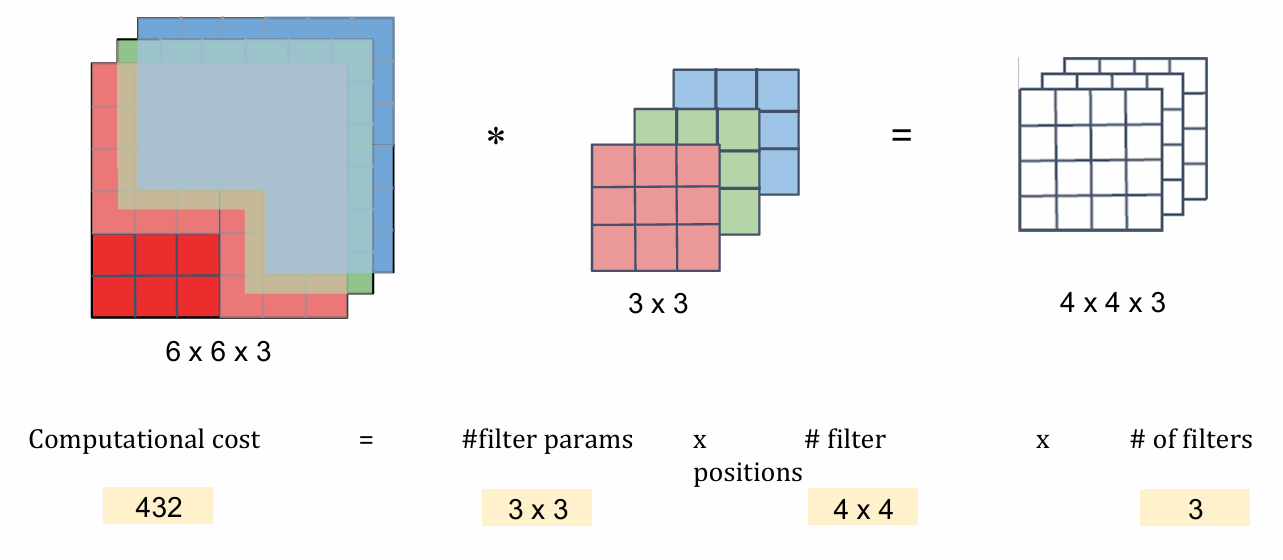 *
=
3 x 3
4 x 4 x 3
6 x 6 x 3
Computational cost = #filter params x # filter x # of filters
positions
432 3 x 3 4 x 4 3